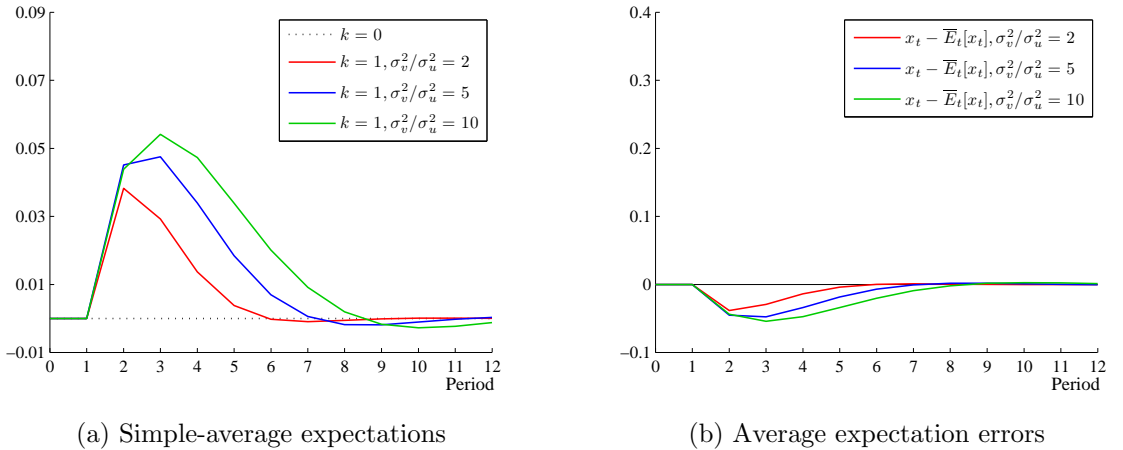 0.09
0.07
0.05
0.03
0.01
−0.01
0 1 2 3 4 5 6 7 8 9 10 11 12
Period
k = 0
k = 1, σ_v^2/σ_u^2 = 2
k = 1, σ_v^2/σ_u^2 = 5
k = 1, σ_v^2/σ_u^2 = 10
(a) Simple-average expectations
0.4
0.3
0.2
0.1
0
−0.1
0 1 2 3 4 5 6 7 8 9 10 11 12
Period
x_t − E̅_t[x_t], σ_v^2/σ_u^2 = 2
x_t − E̅_t[x_t], σ_v^2/σ_u^2 = 5
x_t − E̅_t[x_t], σ_v^2/σ_u^2 = 10
(b) Average expectation errors